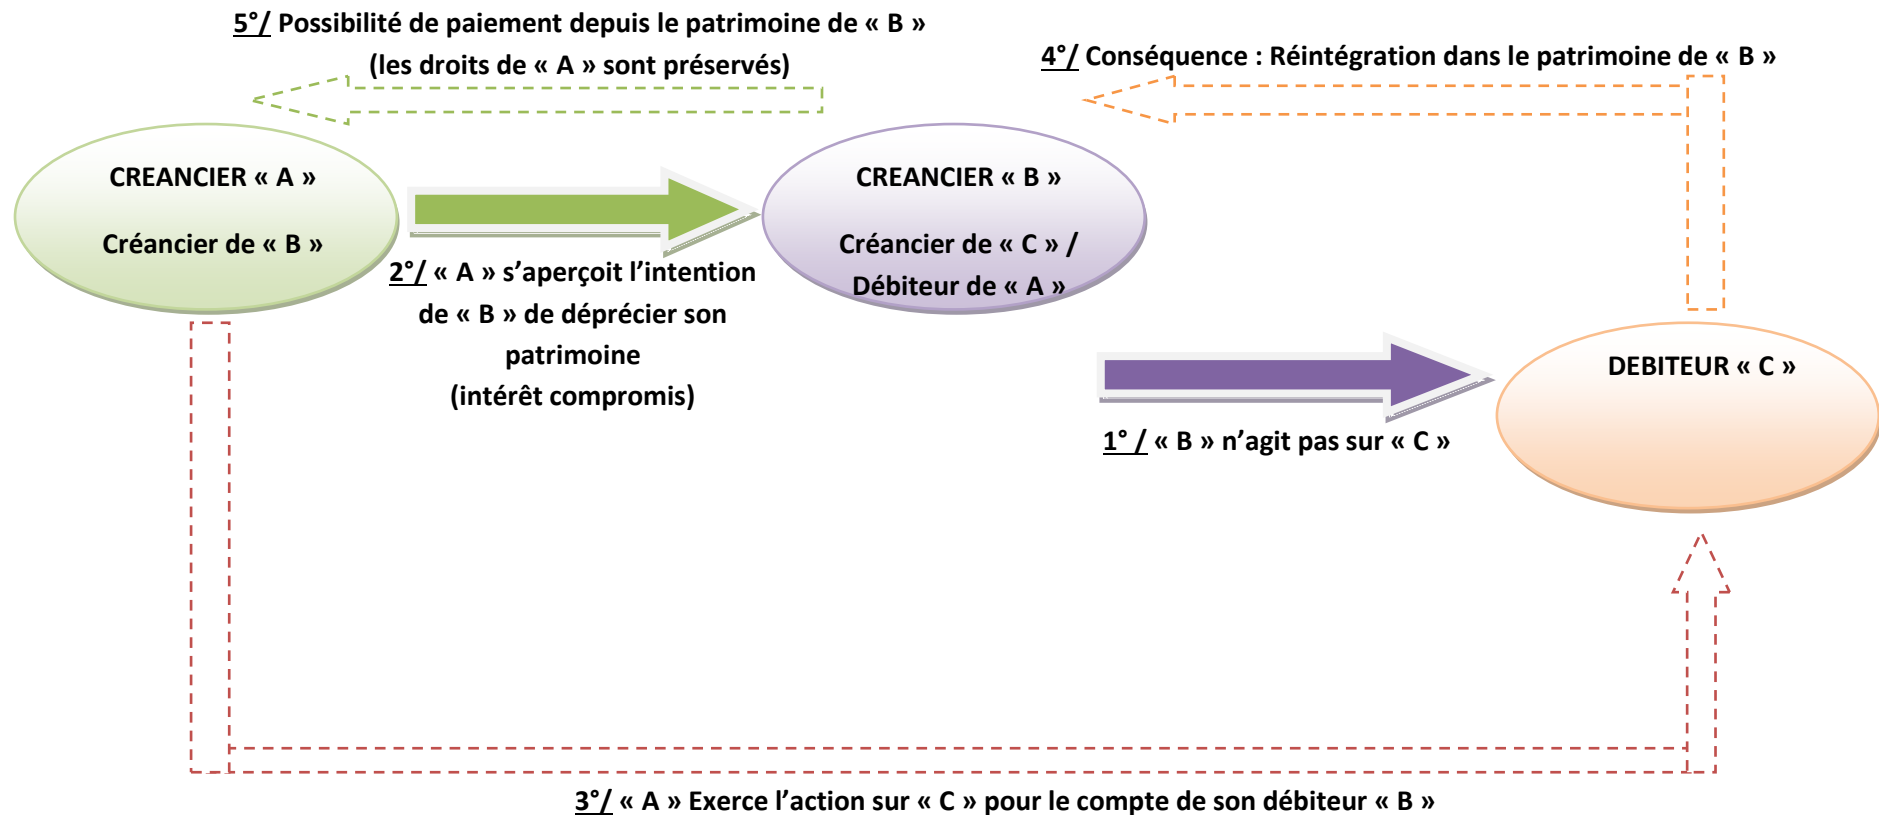 5°/ Possibilité de paiement depuis le patrimoine de « B »
(les droits de « A » sont préservés)
4°/ Conséquence : Réintégration dans le patrimoine de « B »
CREANCIER « A »
Créancier de « B »
CREANCIER « B »
Créancier de « C » /
Débiteur de « A »
2°/ « A » s’aperçoit l’intention
de « B » de déprécier son
patrimoine
(intérêt compromis)
DEBITEUR « C »
1° / « B » n’agit pas sur « C »
3°/ « A » Exerce l’action sur « C » pour le compte de son débiteur « B »